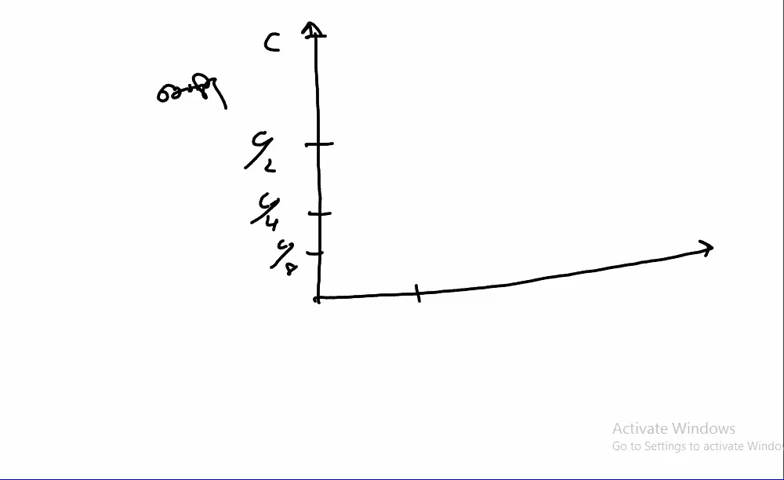 C
C/2
C/4
C/8
Activate Windows
Go to Settings to activate Windo